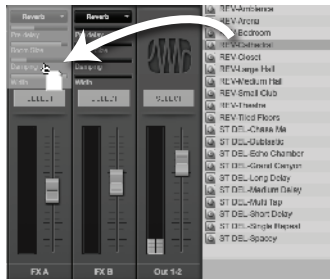 Reverb
Pre-delay
Room Size
Damping
Width
SELECT
FX A
Reverb
Pre-delay
Damping
Width
SELECT
FX B
SELECT
Out 1-2
REV-Ambience
REV-Arena
Bedroom
REV-Cathedral
REV-Closet
REV-Large Hall
REV-Medium Hall
REV-Small Club
REV-Theatre
REV-Tiled Floors
ST DEL-Chase Me
ST DEL-Dubtastic
ST DEL-Echo Chamber
ST DEL-Grand Canyon
ST DEL-Long Delay
ST DEL-Medium Delay
ST DEL-Multi Tap
ST DEL-Short Delay
ST DEL-Single Repeat
ST DEL-Spacey